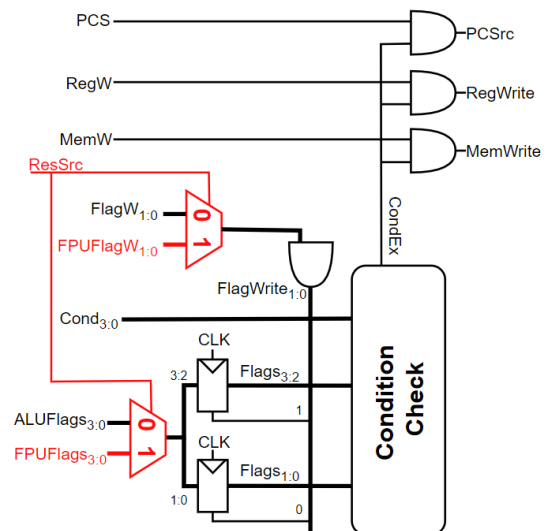 PCS
PCSrc
RegW
RegWrite
MemW
MemWrite
ResSrc
CondEx
FlagW1:0
0
FPUFlagW1:0
1
FlagWrite1:0
Cond3:0
CLK
3:2
Flags3:2
Condition
Check
1
ALUFlags3:0
0
FPUFlags3:0
1
CLK
Flags1:0
1:0
0